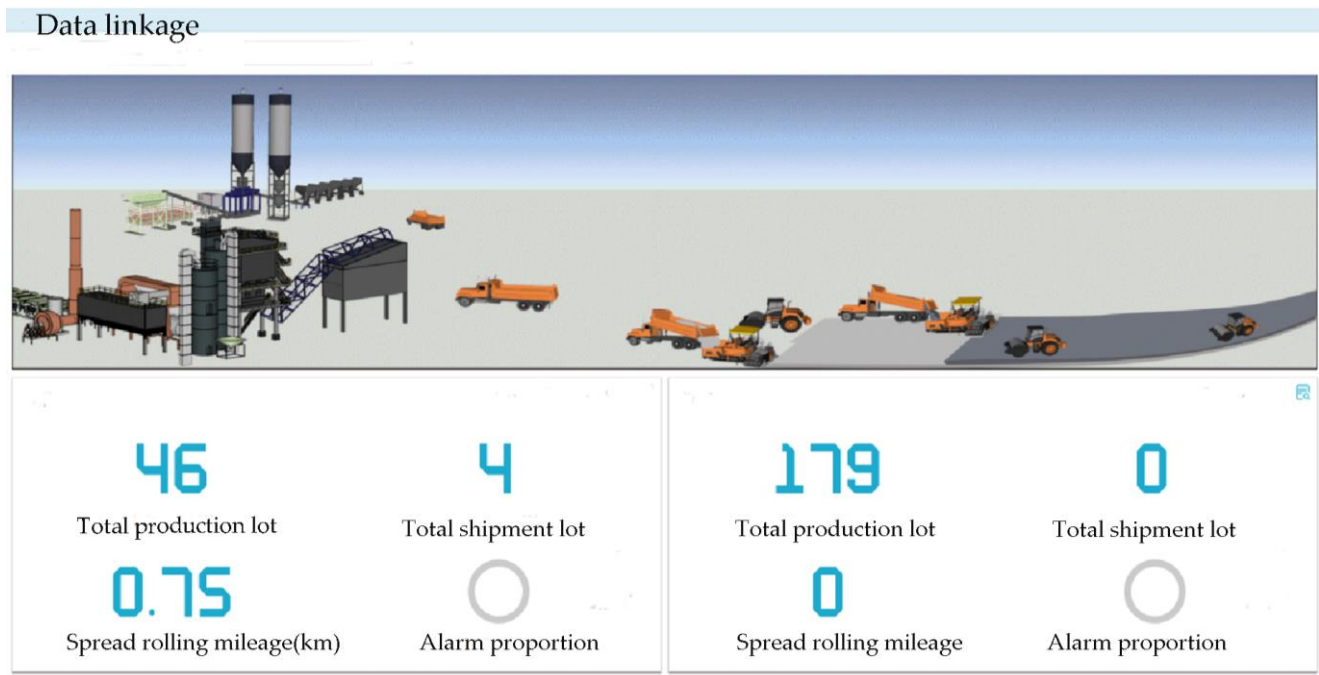 Data linkage
46 4 179 0
Total production lot Total shipment lot Total production lot Total shipment lot
0.75 0
Spread rolling mileage(km) Alarm proportion Spread rolling mileage Alarm proportion